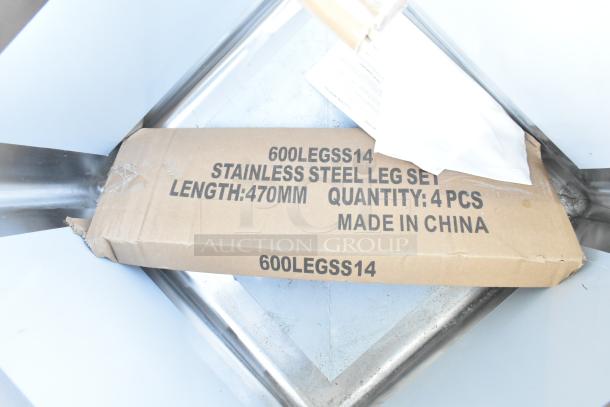 600LEGSS14
STAINLESS STEEL LEG SET
LENGTH:470MM QUANTITY: 4 PCS
MADE IN CHINA
AUCTION GROUP
600LEGSS14